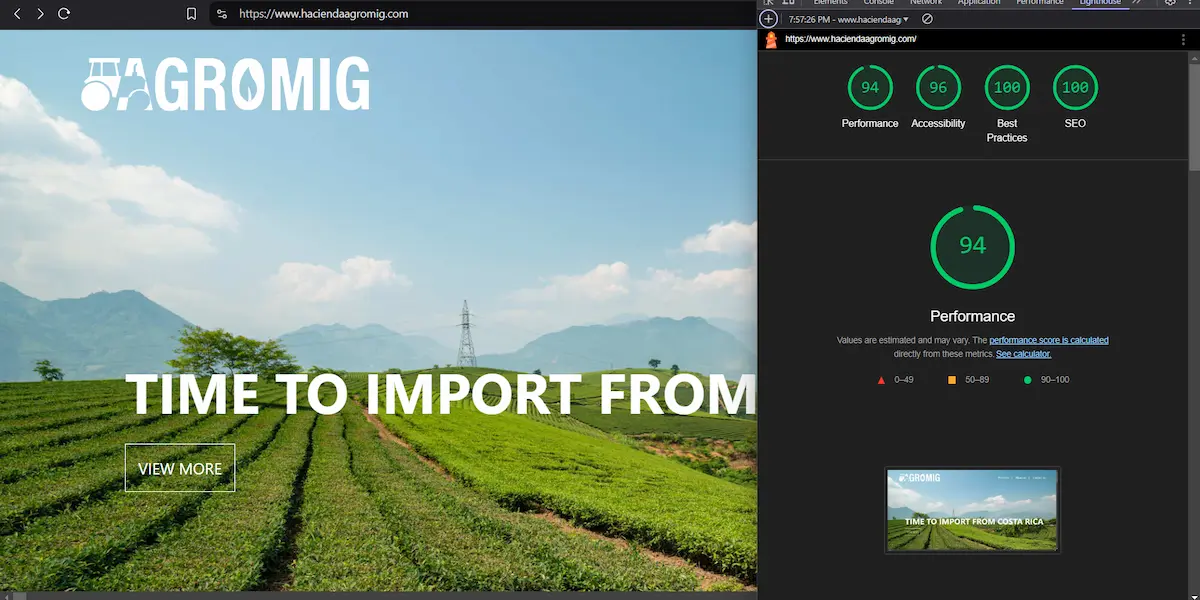 https://www.haciendaagromig.com
AGROMIG
TIME TO IMPORT FROM
VIEW MORE
Elements Console Network Application Performance Lighthouse
7:57:26 PM - www.haciendaag
https://www.haciendaagromig.com/
94 96 100 100
Performance Accessibility Best Practices SEO
94
Performance
Values are estimated and may vary. The performance score is calculated
directly from these metrics. See calculator.
0–49 50–89 90–100
AGROMIG
TIME TO IMPORT FROM COSTA RICA